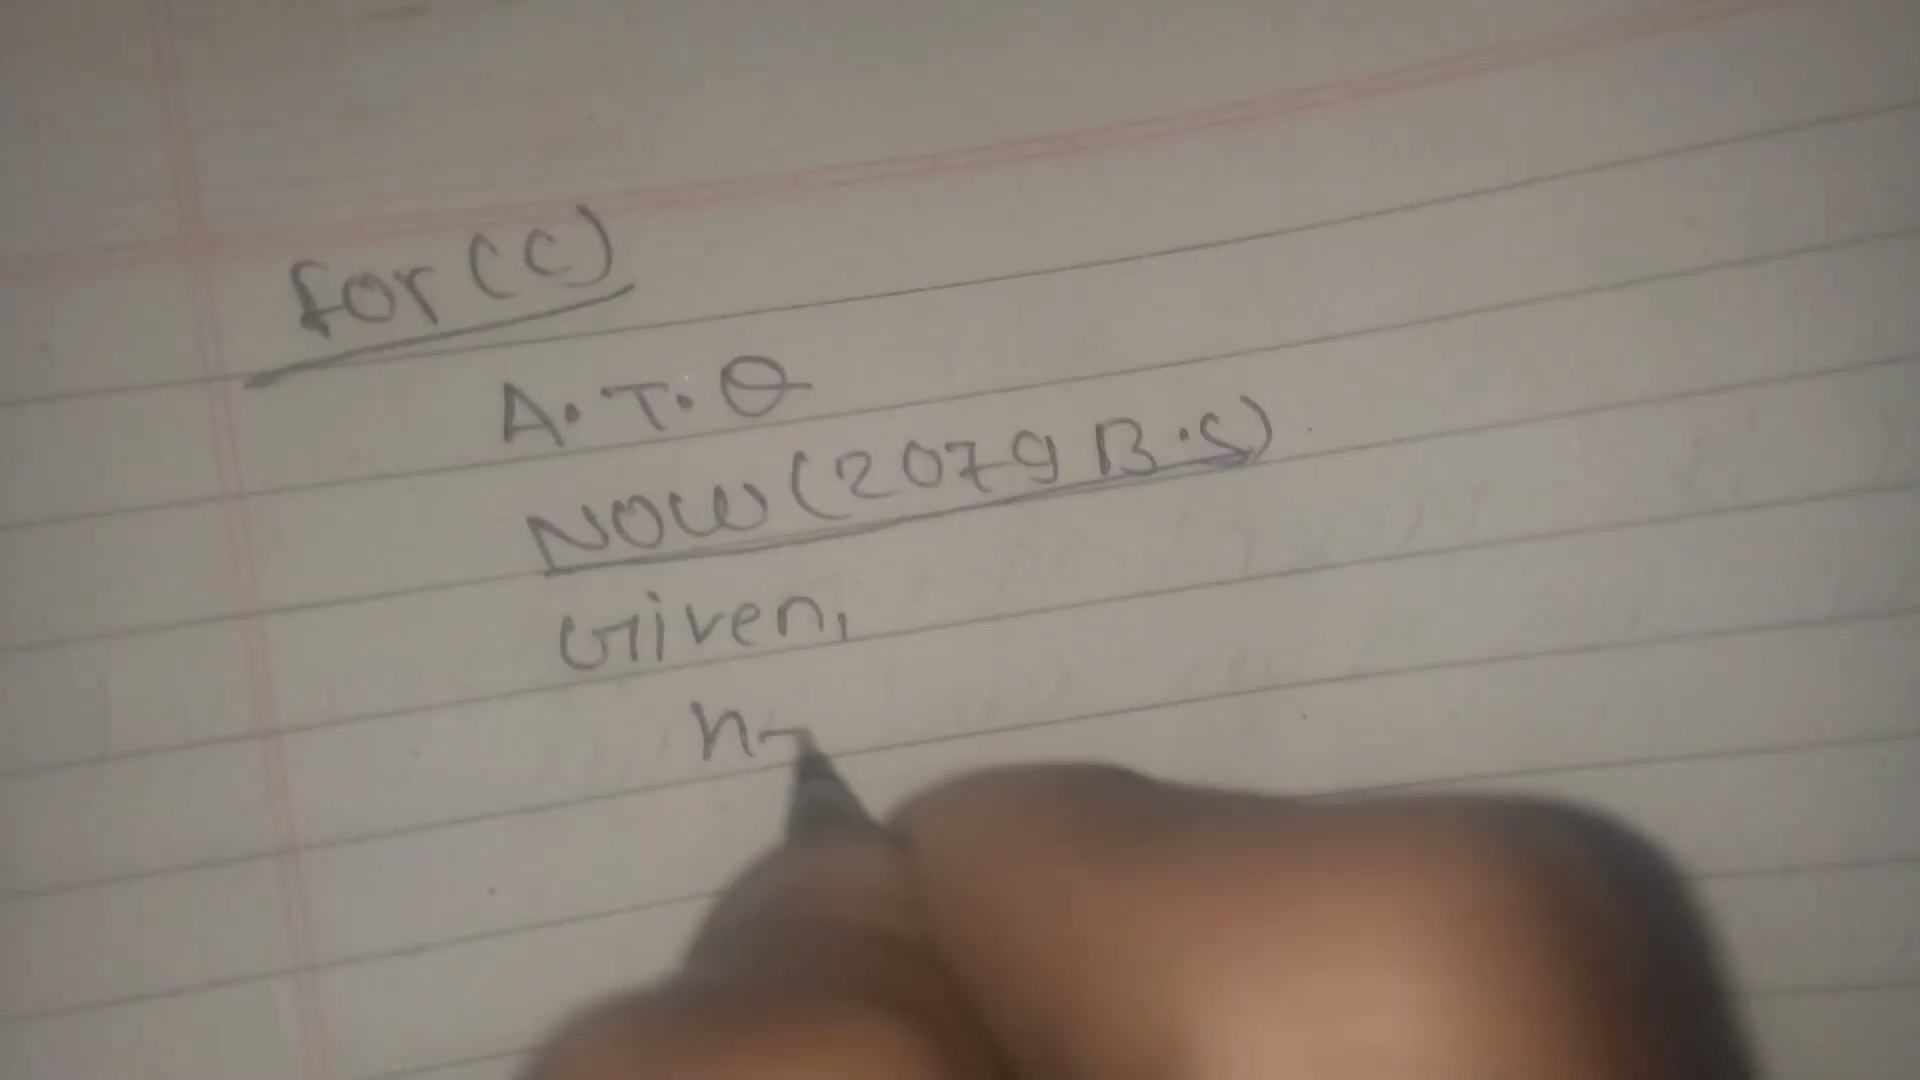 for (c)
A.T.Q
Now (2079 B.S)
Given,
n-